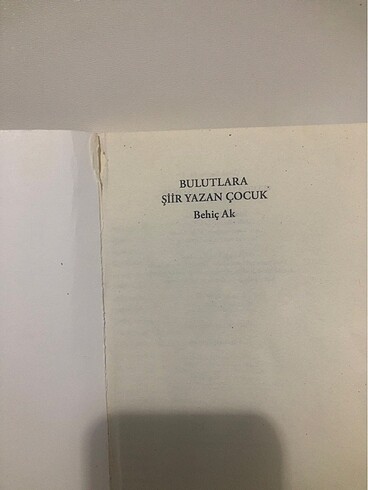 BULUTLARA
ŞİİR YAZAN ÇOCUK
Behiç Ak